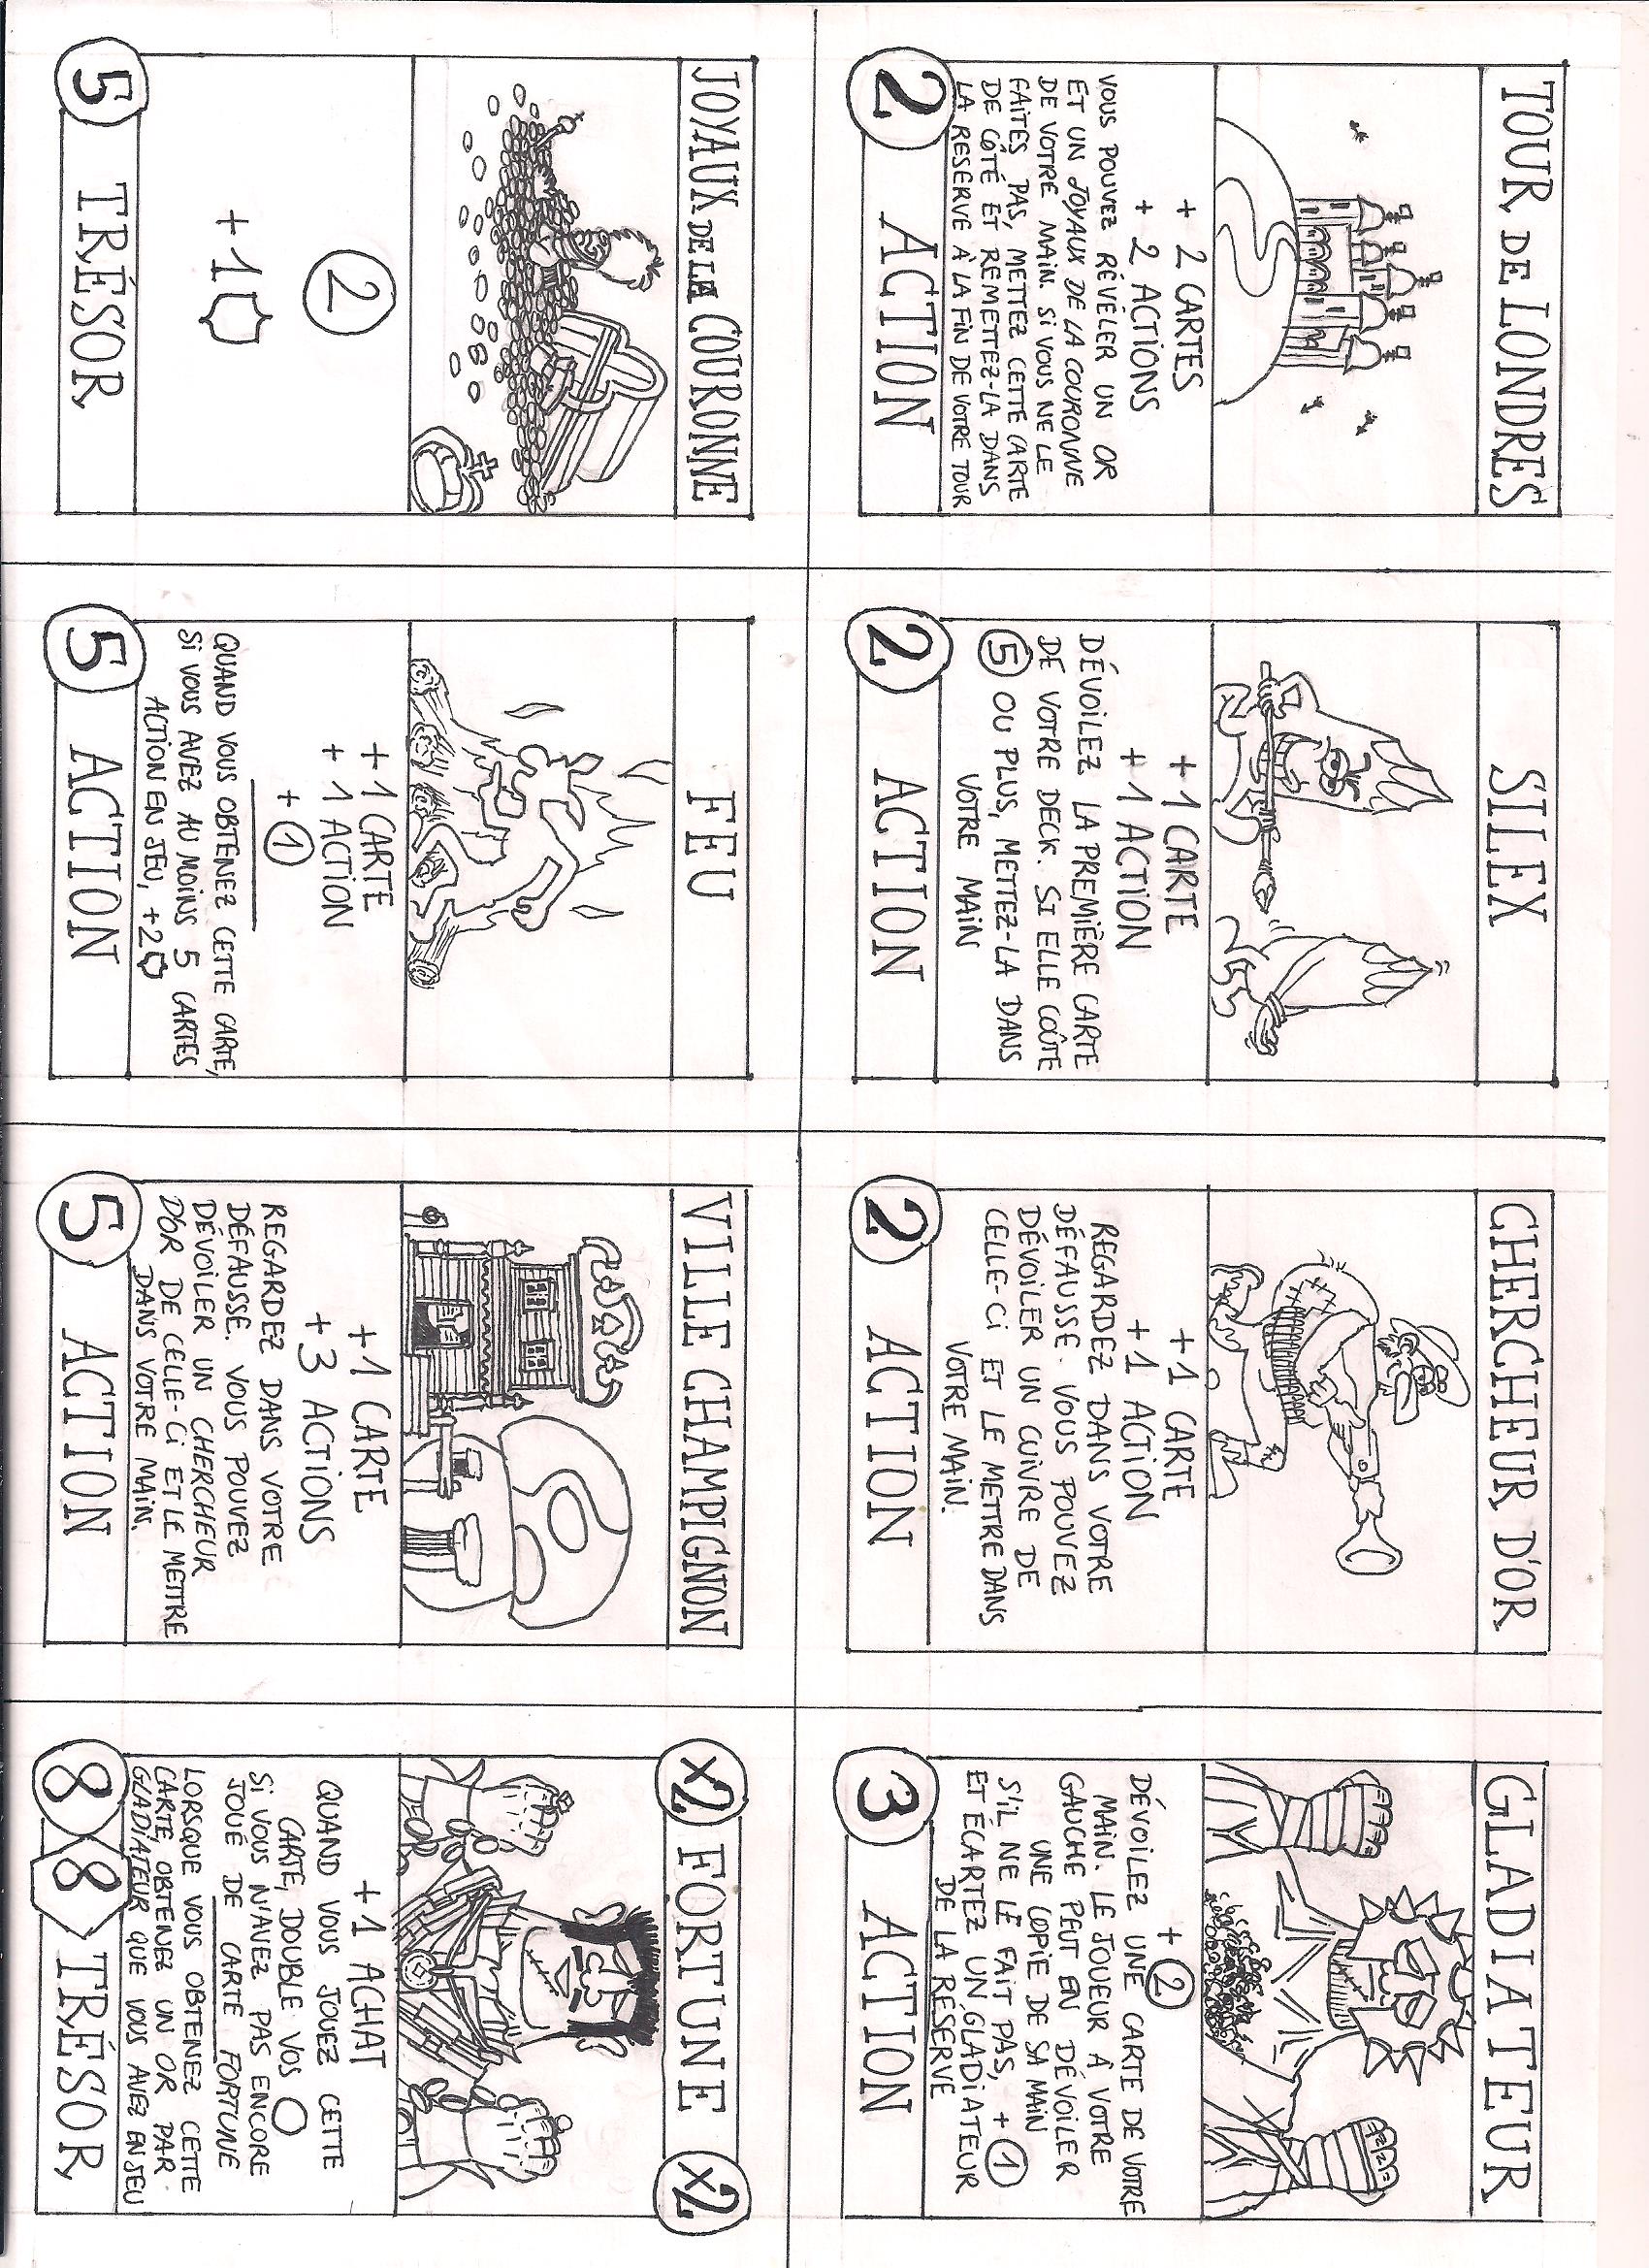 TOUR DE LONDRES
+ 2 CARTES
+ 2 ACTIONS
VOUS POUVEZ RÉVÉLER UN OR
ET UN JOYAUX DE LA COURONNE
DE VOTRE MAIN. SI VOUS NE LE
FAITES PAS, METTEZ CETTE CARTE
DE CÔTÉ ET REMETTEZ-LA DANS
LA RESERVE À LA FIN DE VOTRE TOUR
2 ACTION
SILEX
+ 1 CARTE
+ 1 ACTION
DÉVOILEZ LA PREMIÈRE CARTE
DE VOTRE DECK. SI ELLE COÛTE
5 OU PLUS, METTEZ-LA DANS
VOTRE MAIN
2 ACTION
CHERCHEUR D'OR
+ 1 CARTE
+ 1 ACTION
REGARDEZ DANS VOTRE
DÉFAUSSE. VOUS POUVEZ
DÉVOILER UN CUIVRE DE
CELLE-CI ET LE METTRE DANS
VOTRE MAIN.
2 ACTION
GLADIATEUR
+ 2
DÉVOILEZ UNE CARTE DE VOTRE
MAIN. LE JOUEUR À VOTRE
GAUCHE PEUT EN DÉVOILER
UNE COPIE DE SA MAIN
S'IL NE LE FAIT PAS, + 1
ET ÉCARTEZ UN GLADIATEUR
DE LA RESERVE
3 ACTION
JOYAUX DE LA COURONNE
2
+ 1
5 TRÉSOR
FEU
+ 1 CARTE
+ 1 ACTION
+ 1
QUAND VOUS OBTENEZ CETTE CARTE,
SI VOUS AVEZ AU MOINS 5 CARTES
ACTION EN JEU, +2
5 ACTION
VILLE CHAMPIGNON
+ 1 CARTE
+ 3 ACTIONS
REGARDEZ DANS VOTRE
DÉFAUSSE. VOUS POUVEZ
DÉVOILER UN CHERCHEUR
D'OR DE CELLE-CI ET LE METTRE
DANS VOTRE MAIN.
5 ACTION
X2 FORTUNE X2
+ 1 ACHAT
QUAND VOUS JOUEZ CETTE
CARTE, DOUBLE VOS
SI VOUS N'AVEZ PAS ENCORE
JOUÉ DE CARTE FORTUNE
LORSQUE VOUS OBTENEZ CETTE
CARTE, OBTENEZ UN OR PAR
GLADIATEUR QUE VOUS AVEZ EN JEU
8 8 TRÉSOR